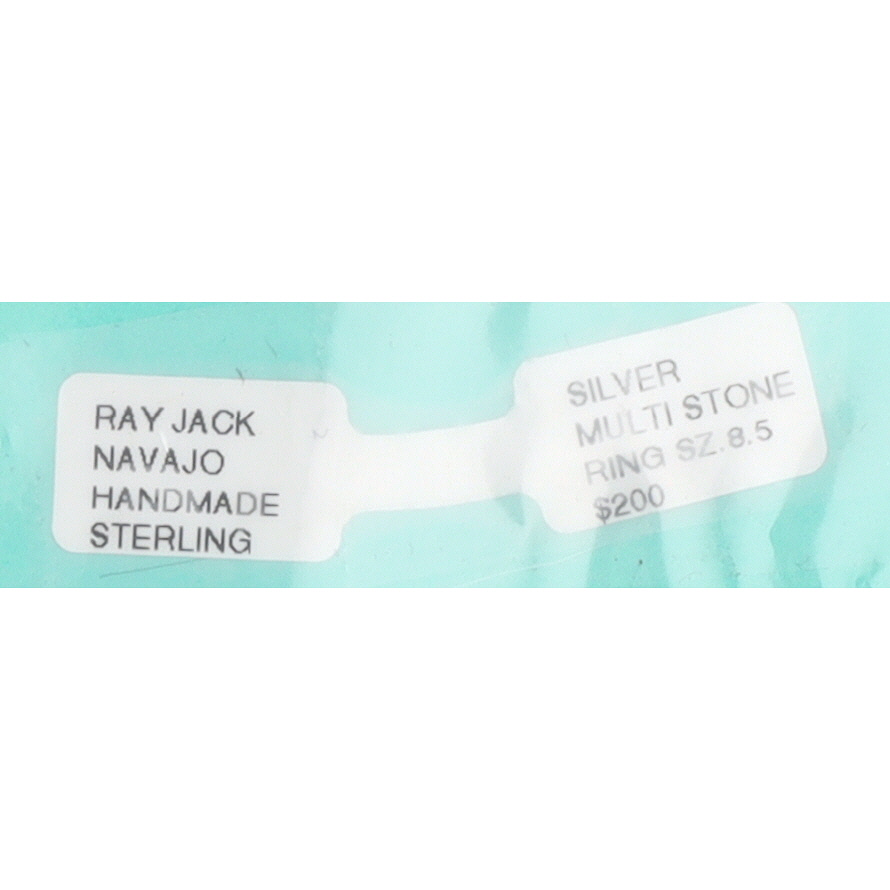 RAY JACK
NAVAJO
HANDMADE
STERLING
SILVER
MULTI STONE
RING SZ.8.5
$200